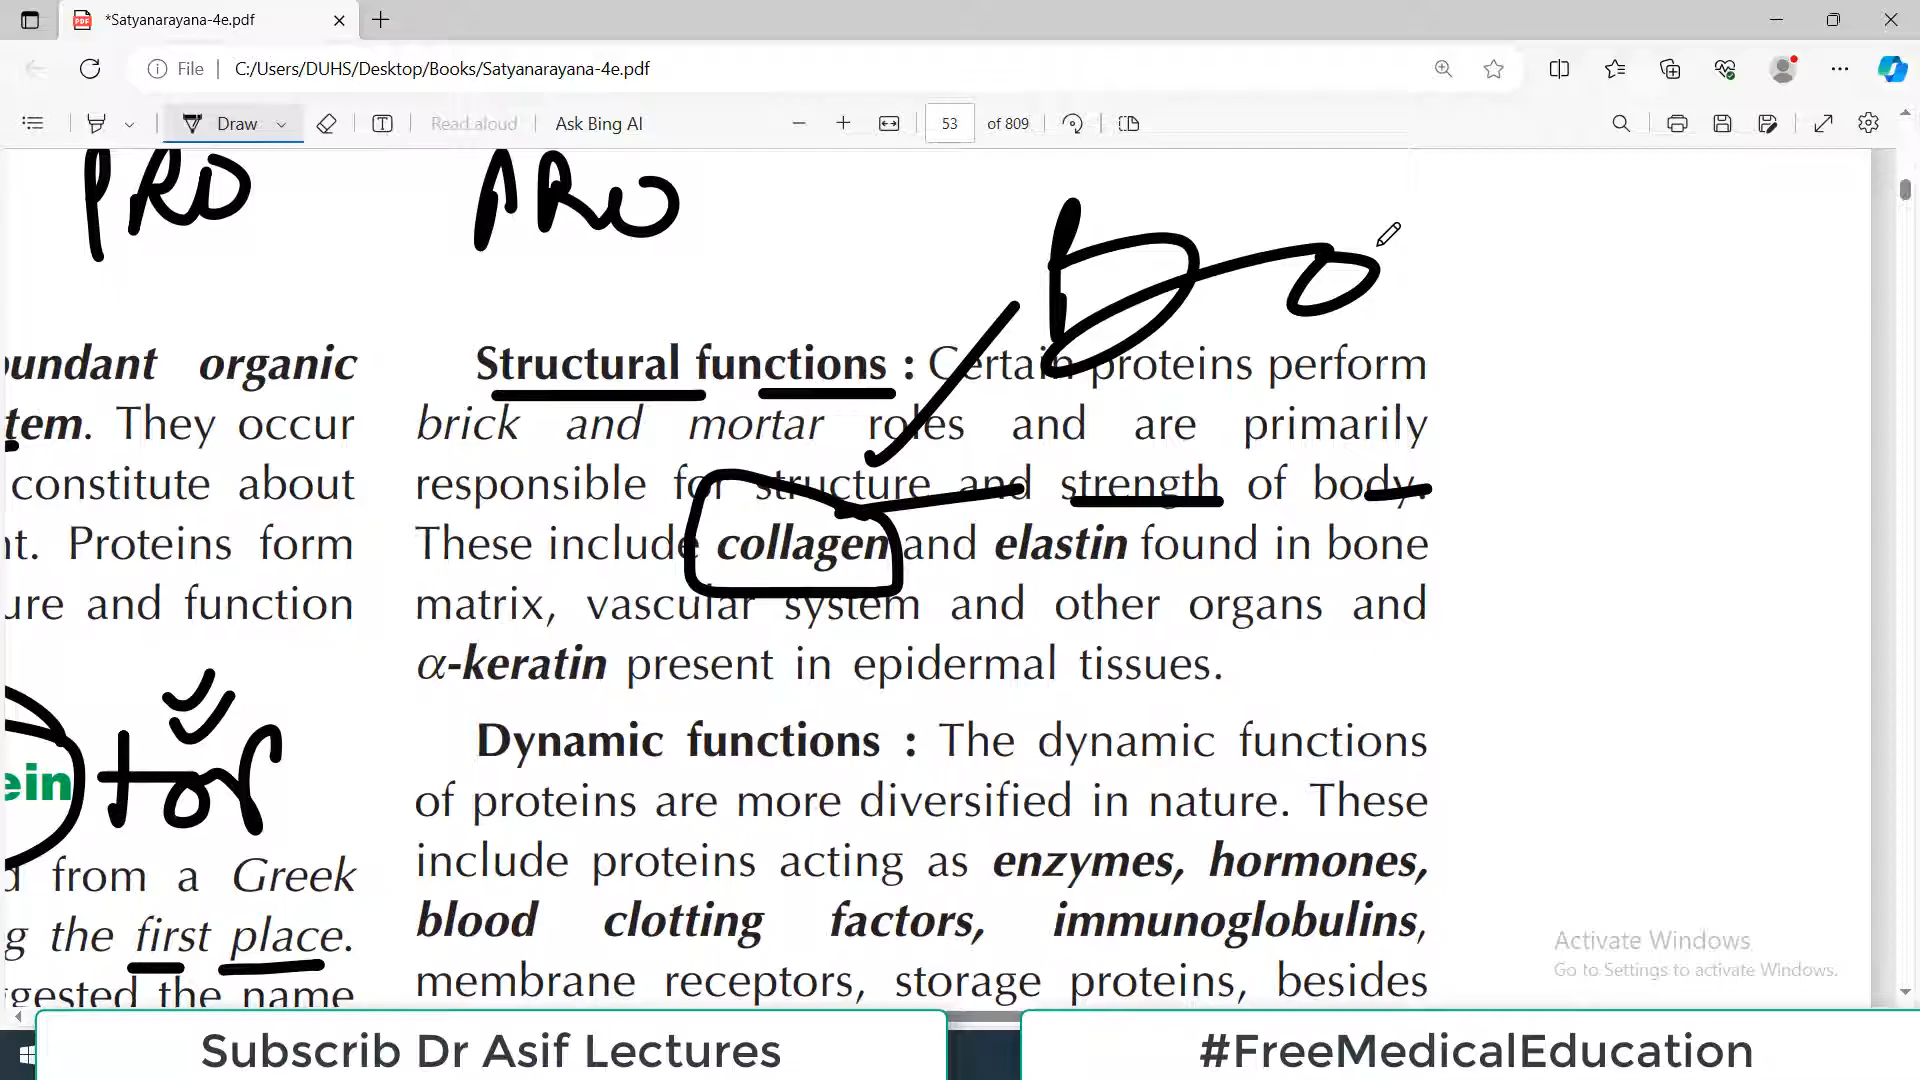 *Satyanarayana-4e.pdf
File C:/Users/DUHS/Desktop/Books/Satyanarayana-4e.pdf
Draw Read aloud Ask Bing AI 53 of 809
PRO PRO
bo
bundant organic
tem. They occur
constitute about
nt. Proteins form
ure and function
ein
d from a Greek
g the first place.
ggested the name
Structural functions : Certain proteins perform
brick and mortar roles and are primarily
responsible for structure and strength of body.
These include collagen and elastin found in bone
matrix, vascular system and other organs and
α-keratin present in epidermal tissues.
Dynamic functions : The dynamic functions
of proteins are more diversified in nature. These
include proteins acting as enzymes, hormones,
blood clotting factors, immunoglobulins,
membrane receptors, storage proteins, besides
Activate Windows
Go to Settings to activate Windows.
Subscrib Dr Asif Lectures
#FreeMedicalEducation